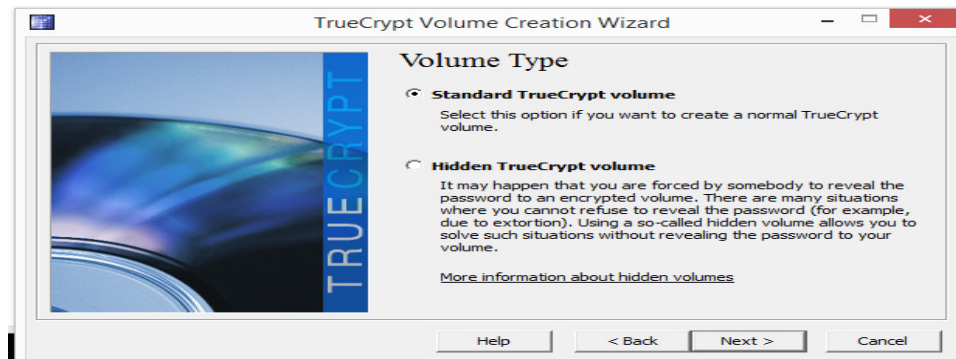 TrueCrypt Volume Creation Wizard
TRUECRYPT
Volume Type
Standard TrueCrypt volume
Select this option if you want to create a normal TrueCrypt
volume.
Hidden TrueCrypt volume
It may happen that you are forced by somebody to reveal the
password to an encrypted volume. There are many situations
where you cannot refuse to reveal the password (for example,
due to extortion). Using a so-called hidden volume allows you to
solve such situations without revealing the password to your
volume.
More information about hidden volumes
Help
< Back
Next >
Cancel